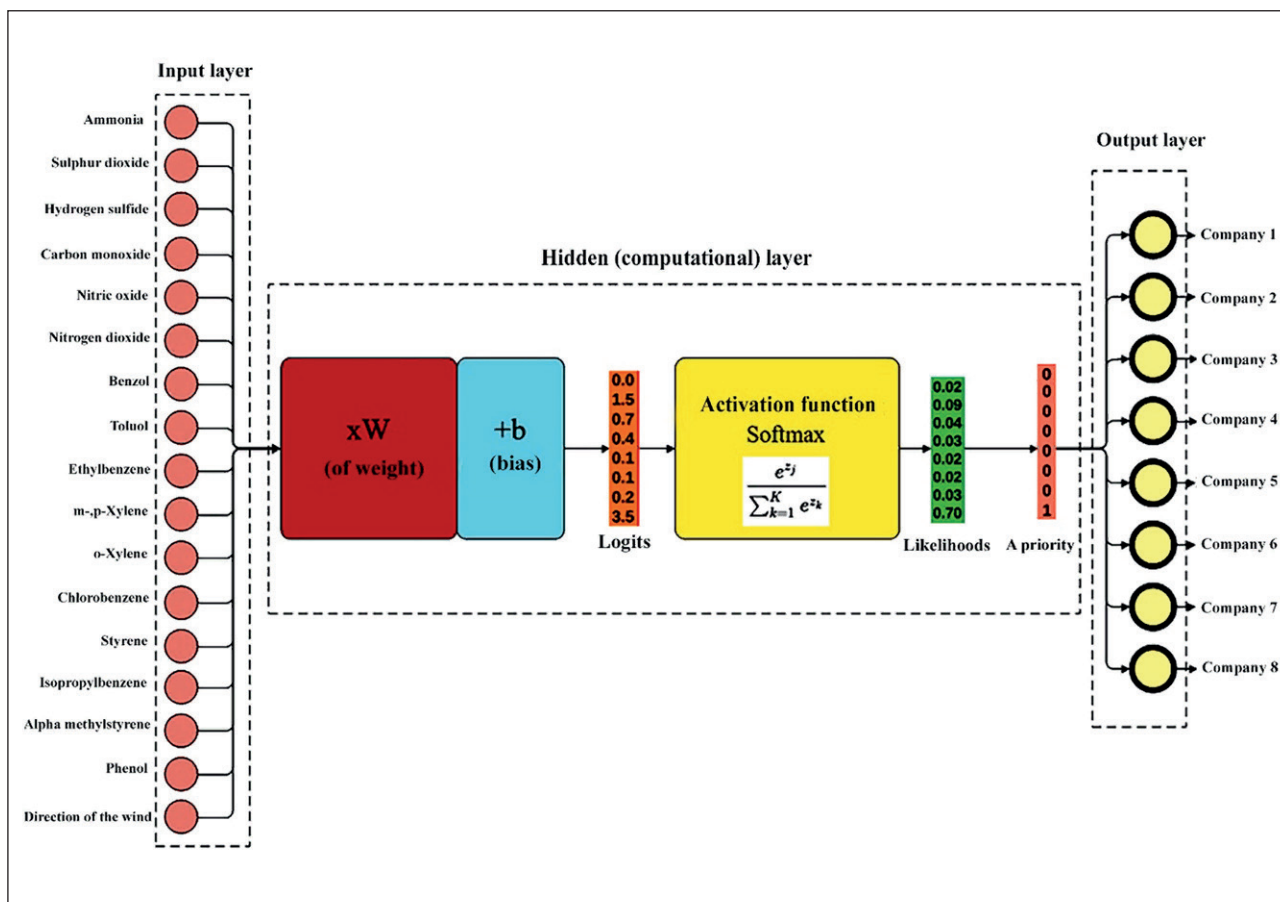 Input layer
Ammonia
Sulphur dioxide
Hydrogen sulfide
Carbon monoxide
Nitric oxide
Nitrogen dioxide
Benzol
Toluol
Ethylbenzene
m-,p-Xylene
o-Xylene
Chlorobenzene
Styrene
Isopropylbenzene
Alpha methylstyrene
Phenol
Direction of the wind
Hidden (computational) layer
xW
(of weight)
+b
(bias)
0.0
1.5
0.7
0.4
0.1
0.1
0.2
3.5
Logits
Activation function
Softmax
e^{z_j}
∑_{k=1}^{K} e^{z_k}
0.02
0.09
0.04
0.03
0.02
0.02
0.03
0.70
Likelihoods
0
0
0
0
0
0
0
1
A priority
Output layer
Company 1
Company 2
Company 3
Company 4
Company 5
Company 6
Company 7
Company 8